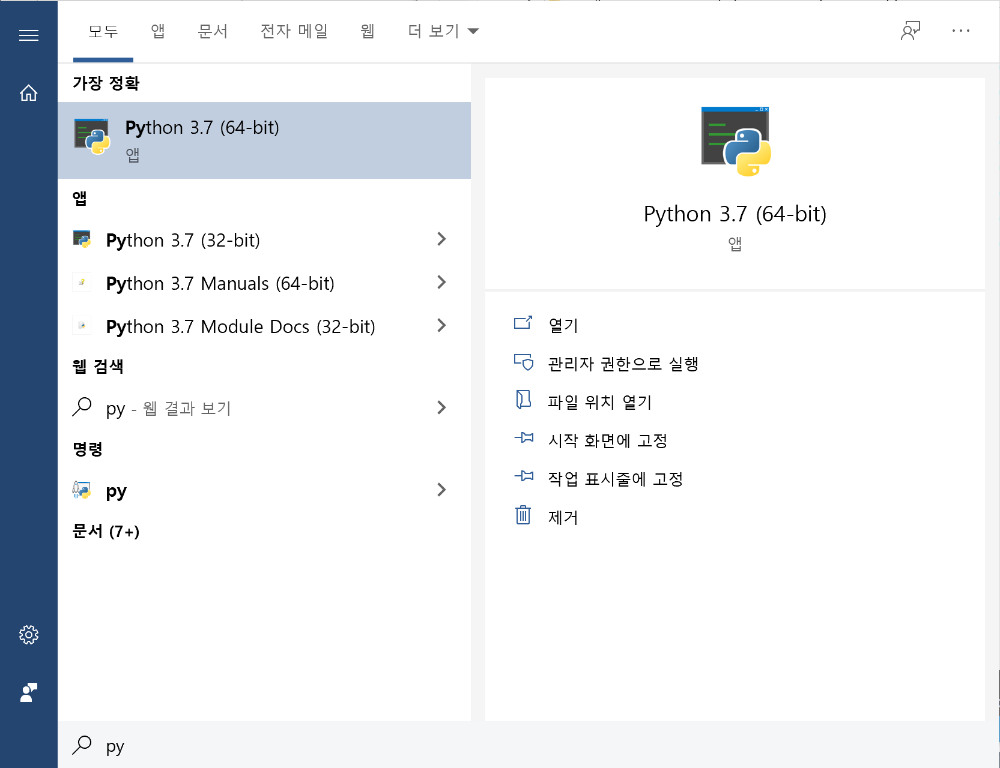 모두 앱 문서 전자 메일 웹 더 보기
가장 정확
Python 3.7 (64-bit)
앱
앱
Python 3.7 (32-bit)
Python 3.7 Manuals (64-bit)
Python 3.7 Module Docs (32-bit)
웹 검색
py - 웹 결과 보기
명령
py
문서 (7+)
Python 3.7 (64-bit)
앱
열기
관리자 권한으로 실행
파일 위치 열기
시작 화면에 고정
작업 표시줄에 고정
제거
py